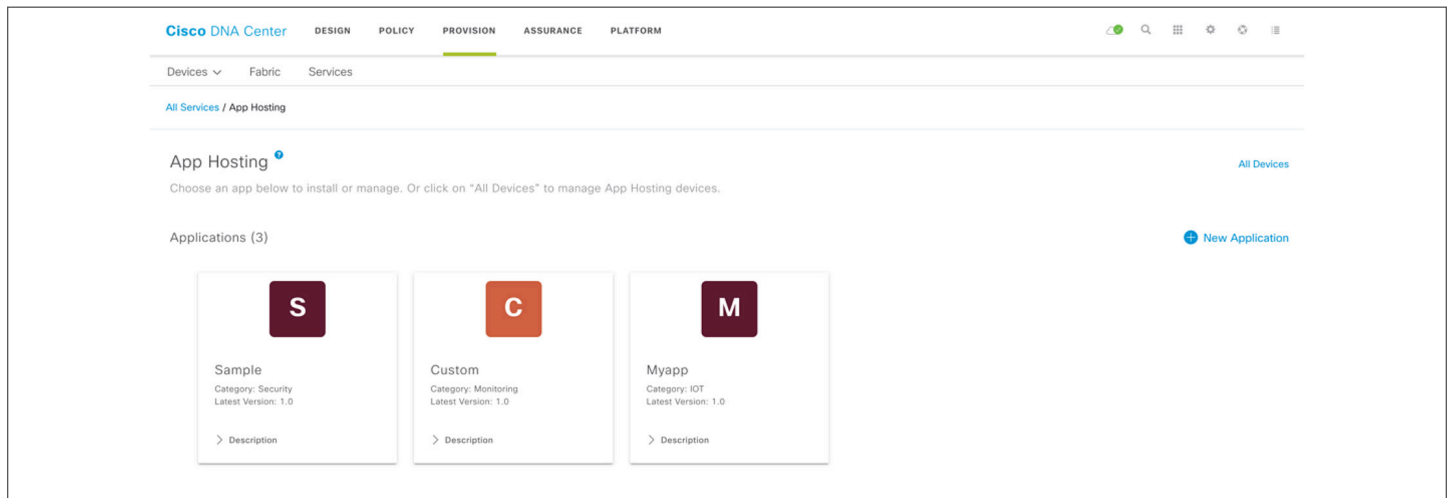 Cisco DNA Center DESIGN POLICY PROVISION ASSURANCE PLATFORM
Devices Fabric Services
All Services / App Hosting
App Hosting ?
All Devices
Choose an app below to install or manage. Or click on "All Devices" to manage App Hosting devices.
Applications (3)
New Application
S
Sample
Category: Security
Latest Version: 1.0
Description
C
Custom
Category: Monitoring
Latest Version: 1.0
Description
M
Myapp
Category: IOT
Latest Version: 1.0
Description